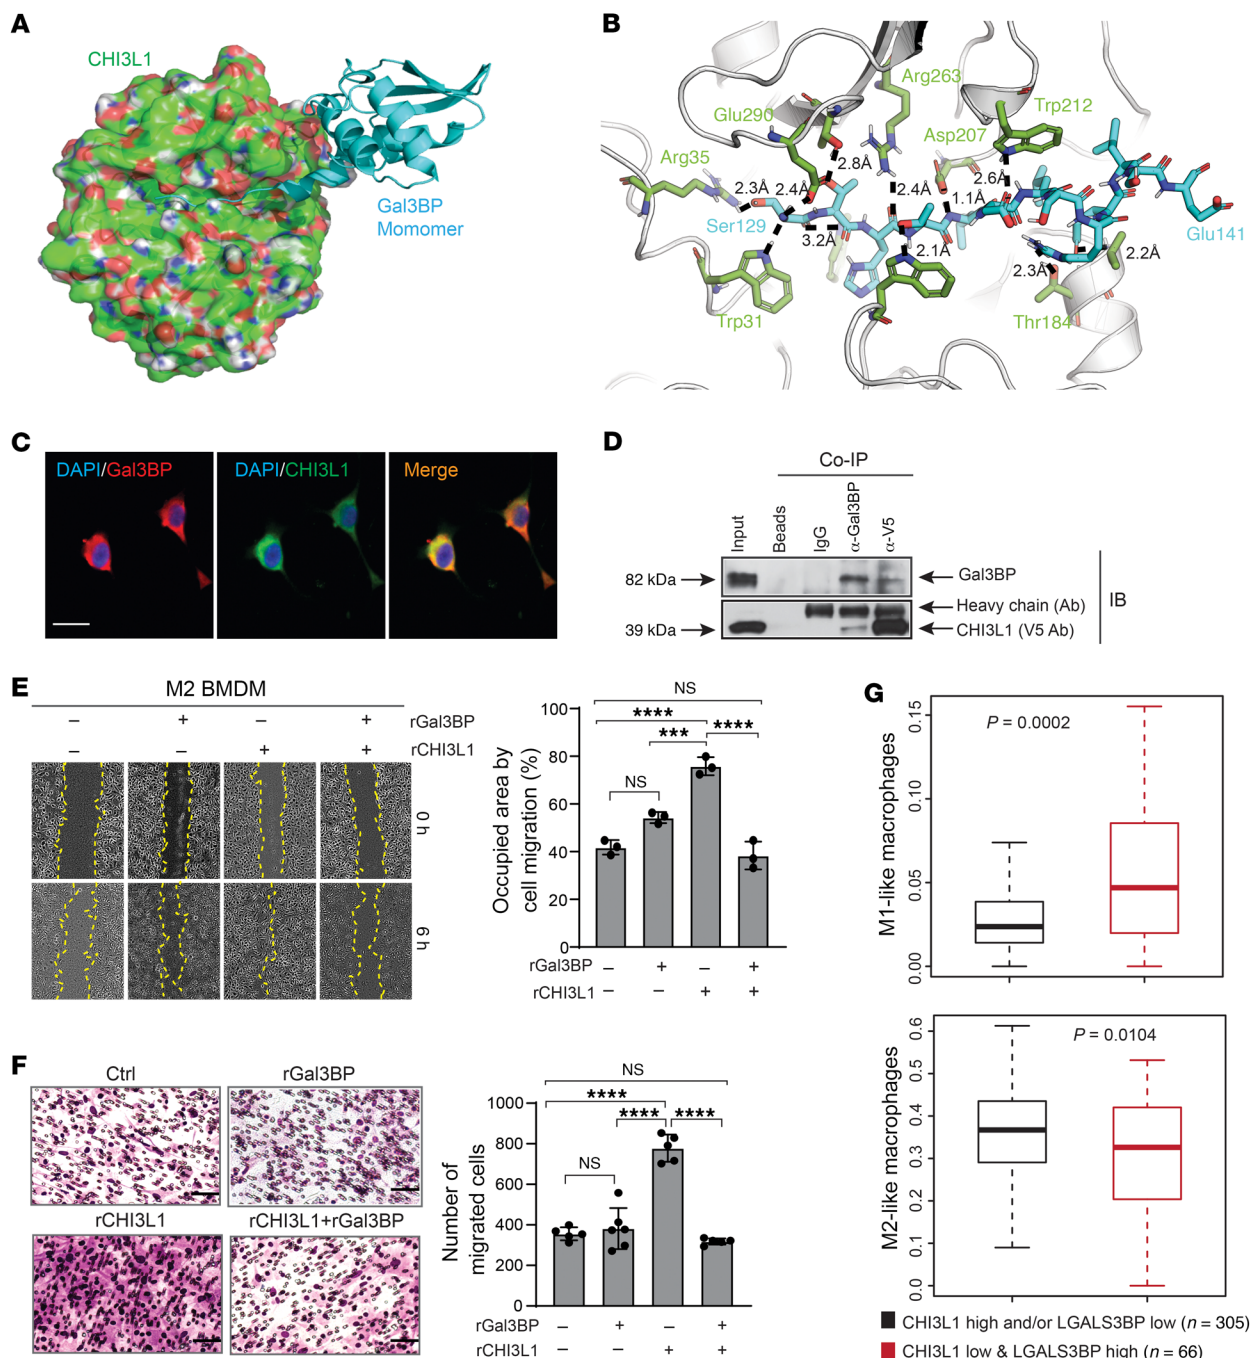 A
CHI3L1
Gal3BP
Momomer
B
Arg263
Glu290
Trp212
Asp207
Arg35
2.8Å
2.3Å
2.4Å
2.4Å
2.6Å
1.1Å
Ser129
3.2Å
2.1Å
Glu141
2.2Å
2.3Å
Trp31
Thr184
C
DAPI/Gal3BP
DAPI/CHI3L1
Merge
D
Co-IP
Input
Beads
IgG
α-Gal3BP
α-V5
82 kDa
Gal3BP
Heavy chain (Ab)
39 kDa
CHI3L1 (V5 Ab)
IB
E
M2 BMDM
– + – + rGal3BP
– – + + rCHI3L1
0 h
6 h
Occupied area by
cell migration (%)
100
80
60
40
20
0
NS
****
*** ****
NS
rGal3BP – + – +
rCHI3L1 – – + +
F
Ctrl
rGal3BP
rCHI3L1
rCHI3L1+rGal3BP
Number of
migrated cells
1000
800
600
400
200
0
NS
****
**** ****
NS
rGal3BP – + – +
rCHI3L1 – – + +
G
M1-like macrophages
0.15
0.10
0.05
0.00
P = 0.0002
M2-like macrophages
0.6
0.5
0.4
0.3
0.2
0.1
0.0
P = 0.0104
CHI3L1 high and/or LGALS3BP low (n = 305)
CHI3L1 low & LGALS3BP high (n = 66)